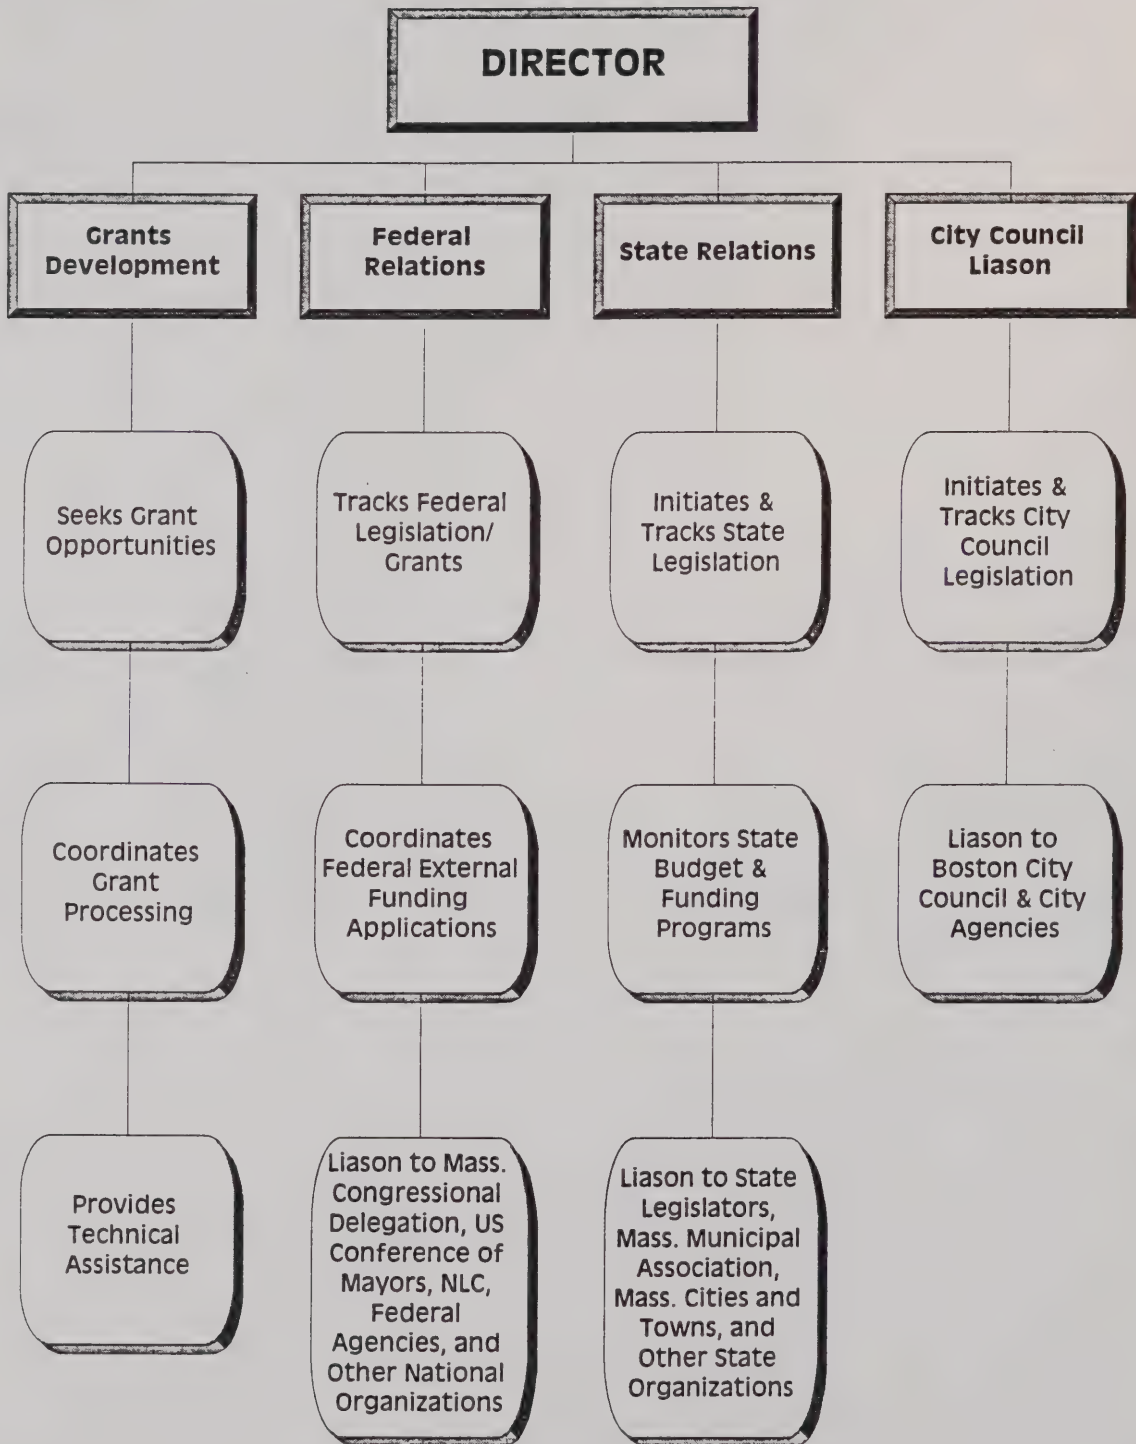 DIRECTOR
Grants
Development
Federal
Relations
State Relations
City Council
Liason
Seeks Grant
Opportunities
Tracks Federal
Legislation/
Grants
Initiates &
Tracks State
Legislation
Initiates &
Tracks City
Council
Legislation
Coordinates
Grant
Processing
Coordinates
Federal External
Funding
Applications
Monitors State
Budget &
Funding
Programs
Liason to
Boston City
Council & City
Agencies
Provides
Technical
Assistance
Liason to Mass.
Congressional
Delegation, US
Conference of
Mayors, NLC,
Federal
Agencies, and
Other National
Organizations
Liason to State
Legislators,
Mass. Municipal
Association,
Mass. Cities and
Towns, and
Other State
Organizations